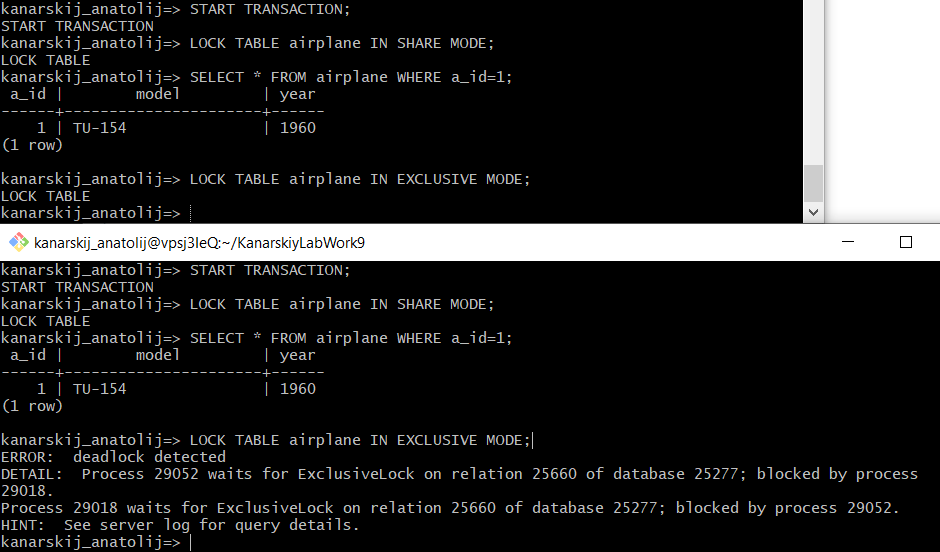 kanarskij_anatolij=> START TRANSACTION;
START TRANSACTION
kanarskij_anatolij=> LOCK TABLE airplane IN SHARE MODE;
LOCK TABLE
kanarskij_anatolij=> SELECT * FROM airplane WHERE a_id=1;
 a_id |        model         | year
------+----------------------+------
    1 | TU-154               | 1960
(1 row)

kanarskij_anatolij=> LOCK TABLE airplane IN EXCLUSIVE MODE;
LOCK TABLE
kanarskij_anatolij=>
kanarskij_anatolij@vpsj3IeQ:~/KanarskiyLabWork9
kanarskij_anatolij=> START TRANSACTION;
START TRANSACTION
kanarskij_anatolij=> LOCK TABLE airplane IN SHARE MODE;
LOCK TABLE
kanarskij_anatolij=> SELECT * FROM airplane WHERE a_id=1;
 a_id |        model         | year
------+----------------------+------
    1 | TU-154               | 1960
(1 row)

kanarskij_anatolij=> LOCK TABLE airplane IN EXCLUSIVE MODE;
ERROR:  deadlock detected
DETAIL:  Process 29052 waits for ExclusiveLock on relation 25660 of database 25277; blocked by process
29018.
Process 29018 waits for ExclusiveLock on relation 25660 of database 25277; blocked by process 29052.
HINT:  See server log for query details.
kanarskij_anatolij=>